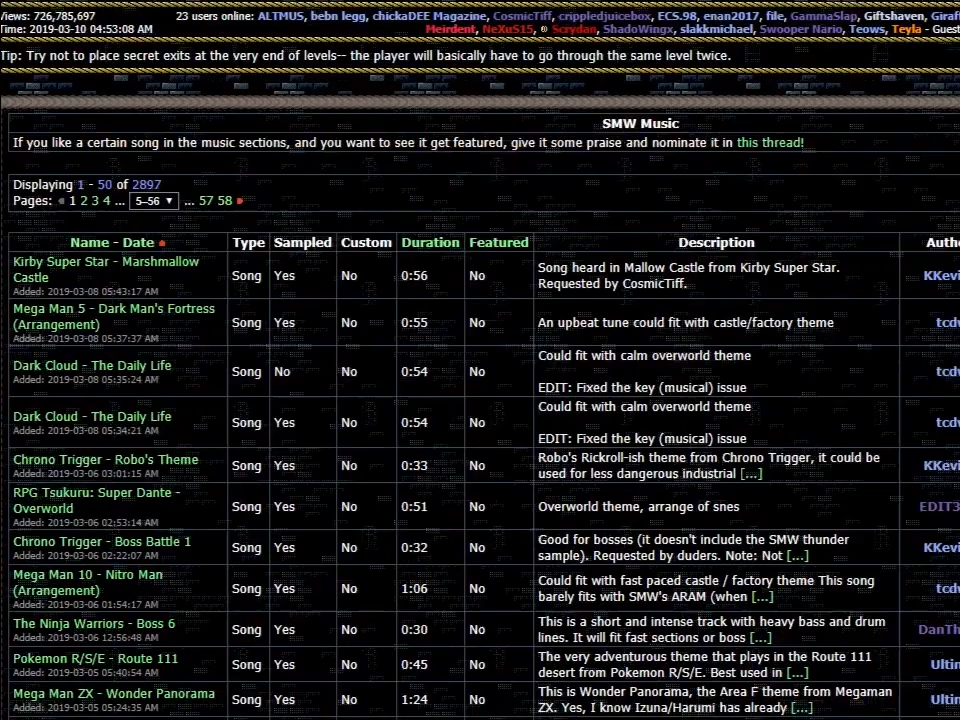 Views: 726,785,697
23 users online: ALTMUS, bebn legg, chickaDEE Magazine, CosmicTiff, crippledjuicebox, ECS.98, enan2017, file, GammaSlap, Giftshaven, Giraf
Time: 2019-03-10 04:53:08 AM
Meirdent, NeXuS15, Scrydan, ShadowWingx, slakkmichael, Swooper Nario, Teows, Teyla - Guest
Tip: Try not to place secret exits at the very end of levels-- the player will basically have to go through the same level twice.
SMW Music
If you like a certain song in the music sections, and you want to see it get featured, give it some praise and nominate it in this thread!
Displaying 1 - 50 of 2897
Pages: 1 2 3 4 ... 5–56 ... 57 58
Name - Date Type Sampled Custom Duration Featured Description Autho
Kirby Super Star - Marshmallow
Castle
Added: 2019-03-08 05:43:17 AM
Song Yes No 0:56 No
Song heard in Mallow Castle from Kirby Super Star.
Requested by CosmicTiff.
KKevi
Mega Man 5 - Dark Man's Fortress
(Arrangement)
Added: 2019-03-08 05:37:37 AM
Song Yes No 0:55 No
An upbeat tune could fit with castle/factory theme
tcdw
Dark Cloud - The Daily Life
Added: 2019-03-08 05:35:24 AM
Song No No 0:54 No
Could fit with calm overworld theme
EDIT: Fixed the key (musical) issue
tcdw
Dark Cloud - The Daily Life
Added: 2019-03-08 05:34:21 AM
Song Yes No 0:54 No
Could fit with calm overworld theme
EDIT: Fixed the key (musical) issue
tcdw
Chrono Trigger - Robo's Theme
Added: 2019-03-06 03:01:15 AM
Song Yes No 0:33 No
Robo's Rickroll-ish theme from Chrono Trigger, it could be
used for less dangerous industrial [...]
KKevi
RPG Tsukuru: Super Dante -
Overworld
Added: 2019-03-06 02:53:14 AM
Song Yes No 0:51 No
Overworld theme, arrange of snes
EDIT3
Chrono Trigger - Boss Battle 1
Added: 2019-03-06 02:22:07 AM
Song Yes No 0:32 No
Good for bosses (it doesn't include the SMW thunder
sample). Requested by duders. Note: Not [...]
KKevi
Mega Man 10 - Nitro Man
(Arrangement)
Added: 2019-03-06 01:54:17 AM
Song Yes No 1:06 No
Could fit with fast paced castle / factory theme This song
barely fits with SMW's ARAM (when [...]
tcdw
The Ninja Warriors - Boss 6
Added: 2019-03-06 12:56:48 AM
Song Yes No 0:30 No
This is a short and intense track with heavy bass and drum
lines. It will fit fast sections or boss [...]
DanTh
Pokemon R/S/E - Route 111
Added: 2019-03-05 05:40:54 AM
Song Yes No 0:45 No
The very adventurous theme that plays in the Route 111
desert from Pokemon R/S/E. Best used in [...]
Ultim
Mega Man ZX - Wonder Panorama
Added: 2019-03-05 05:24:35 AM
Song Yes No 1:24 No
This is Wonder Panorama, the Area F theme from Megaman
ZX. Yes, I know Izuna/Harumi has already [...]
Ultim